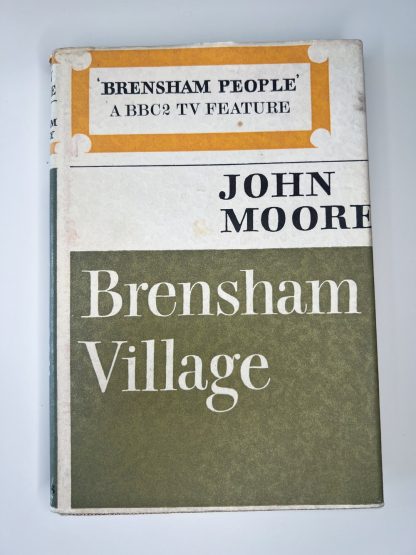 'BRENSHAM PEOPLE'
A BBC2 TV FEATURE
JOHN
MOORE
Brensham
Village